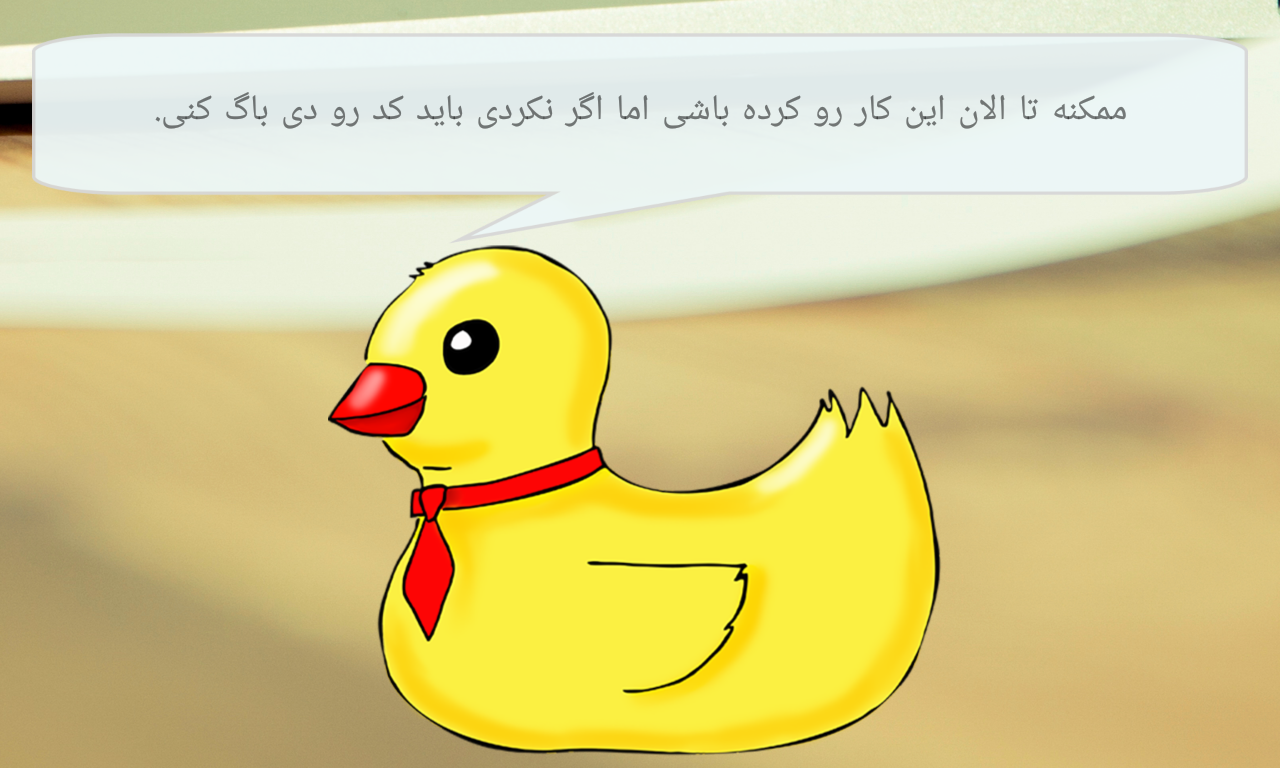 ممکنه تا الان این کار رو کرده باشی اما اگر نکردی باید کد رو دی باگ کنی.